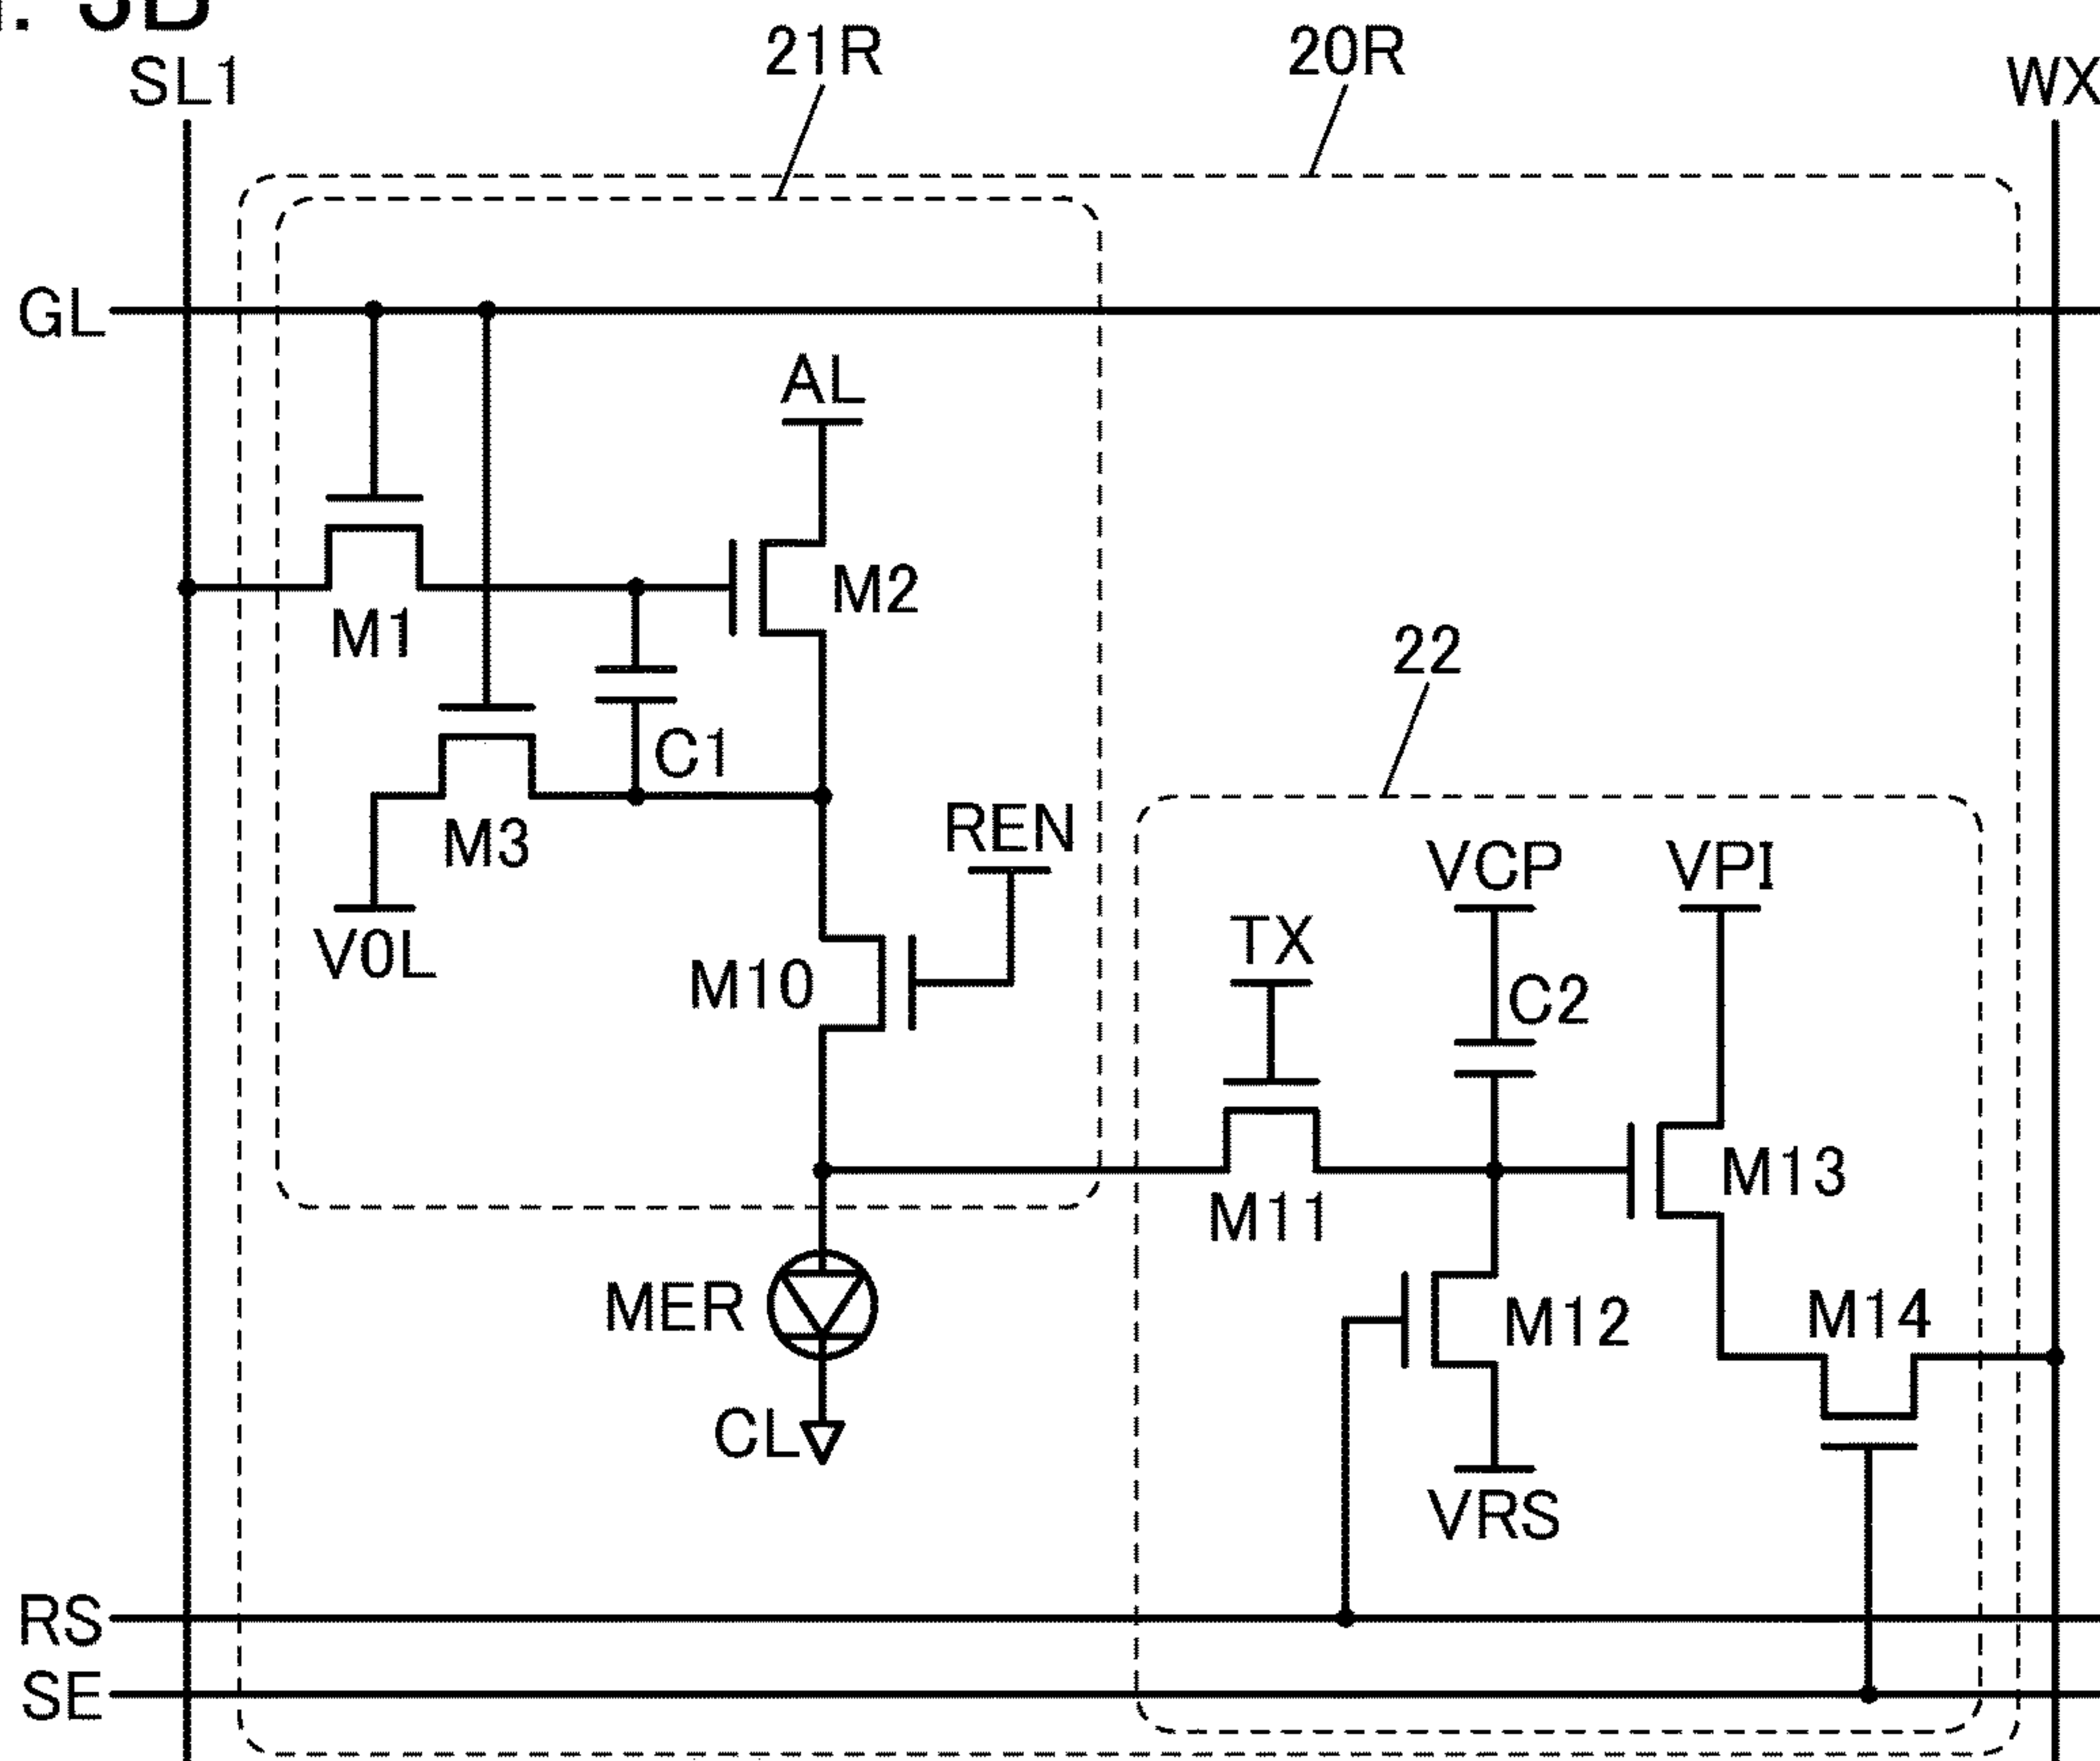 21R
20R
SL1
WX
GL
AL
M1
M2
22
C1
M3
REN
VCP
VPI
V0L
TX
M10
C2
M13
M11
MER
M12
M14
CL
VRS
RS
SE